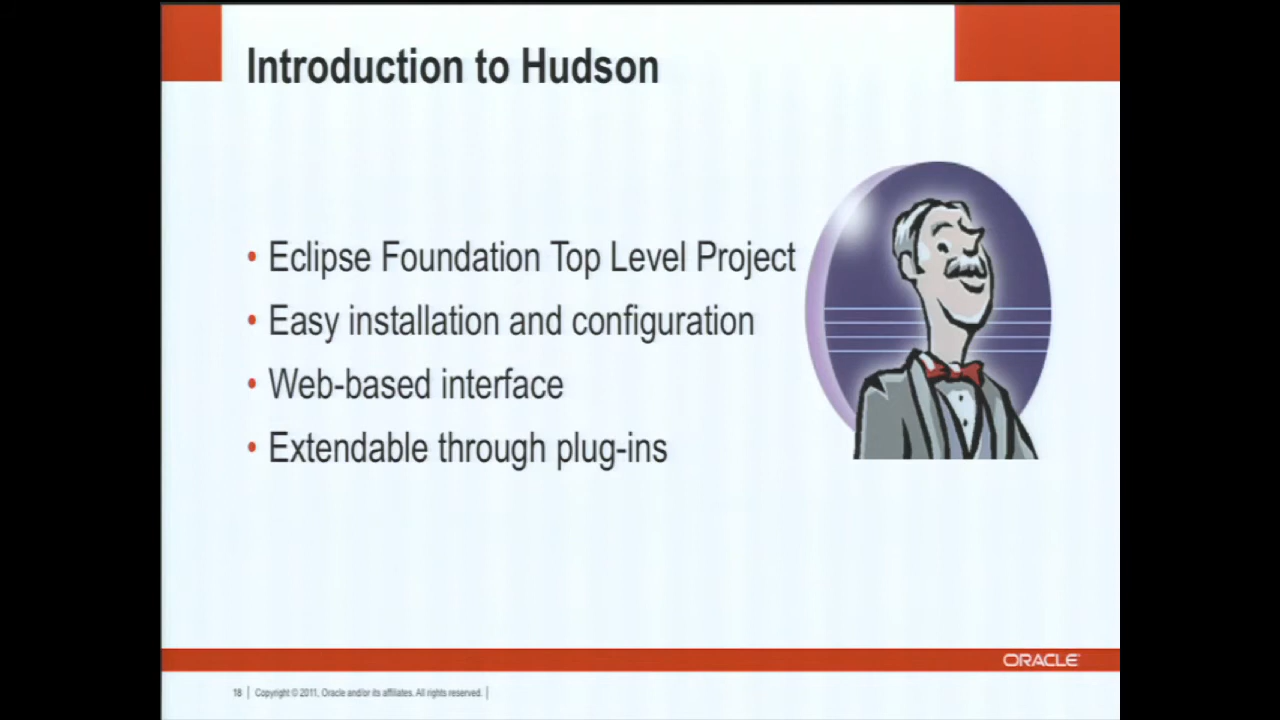 Introduction to Hudson
• Eclipse Foundation Top Level Project
• Easy installation and configuration
• Web-based interface
• Extendable through plug-ins
ORACLE
18 | Copyright © 2011, Oracle and/or its affiliates. All rights reserved. |